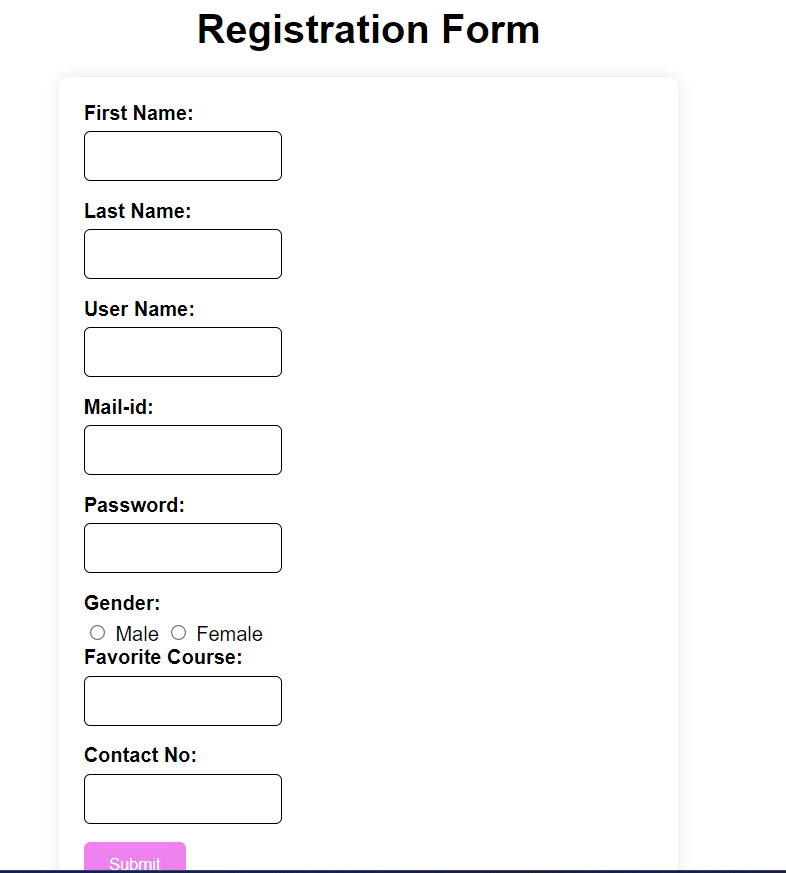 Registration Form
First Name:
Last Name:
User Name:
Mail-id:
Password:
Gender:
Male Female
Favorite Course:
Contact No:
Submit